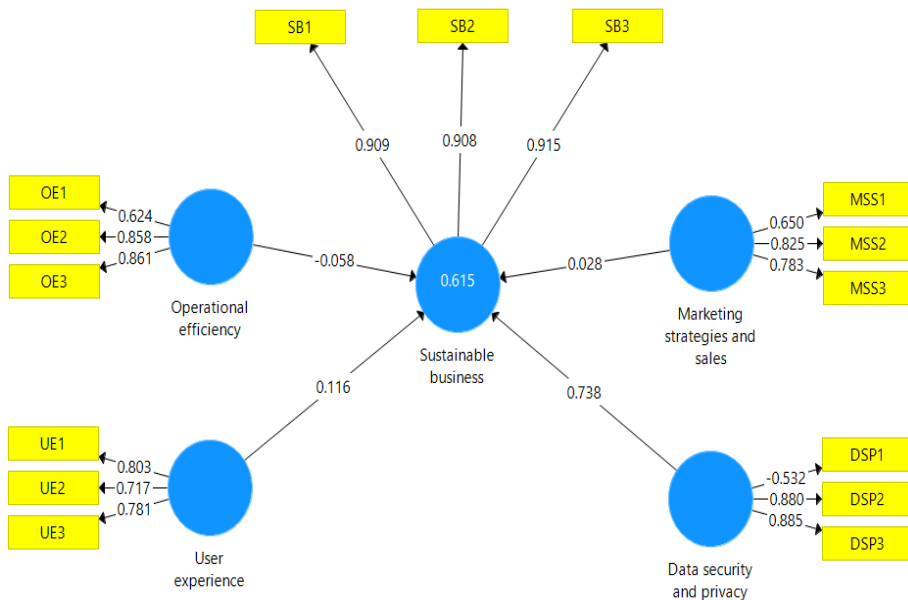 SB1
SB2
SB3
0.909
0.908
0.915
OE1
OE2
OE3
0.624
0.858
0.861
Operational
efficiency
-0.058
0.615
Sustainable
business
0.028
MSS1
MSS2
MSS3
0.650
0.825
0.783
Marketing
strategies and
sales
0.116
0.738
UE1
UE2
UE3
0.803
0.717
0.781
User
experience
DSP1
DSP2
DSP3
-0.532
0.880
0.885
Data security
and privacy